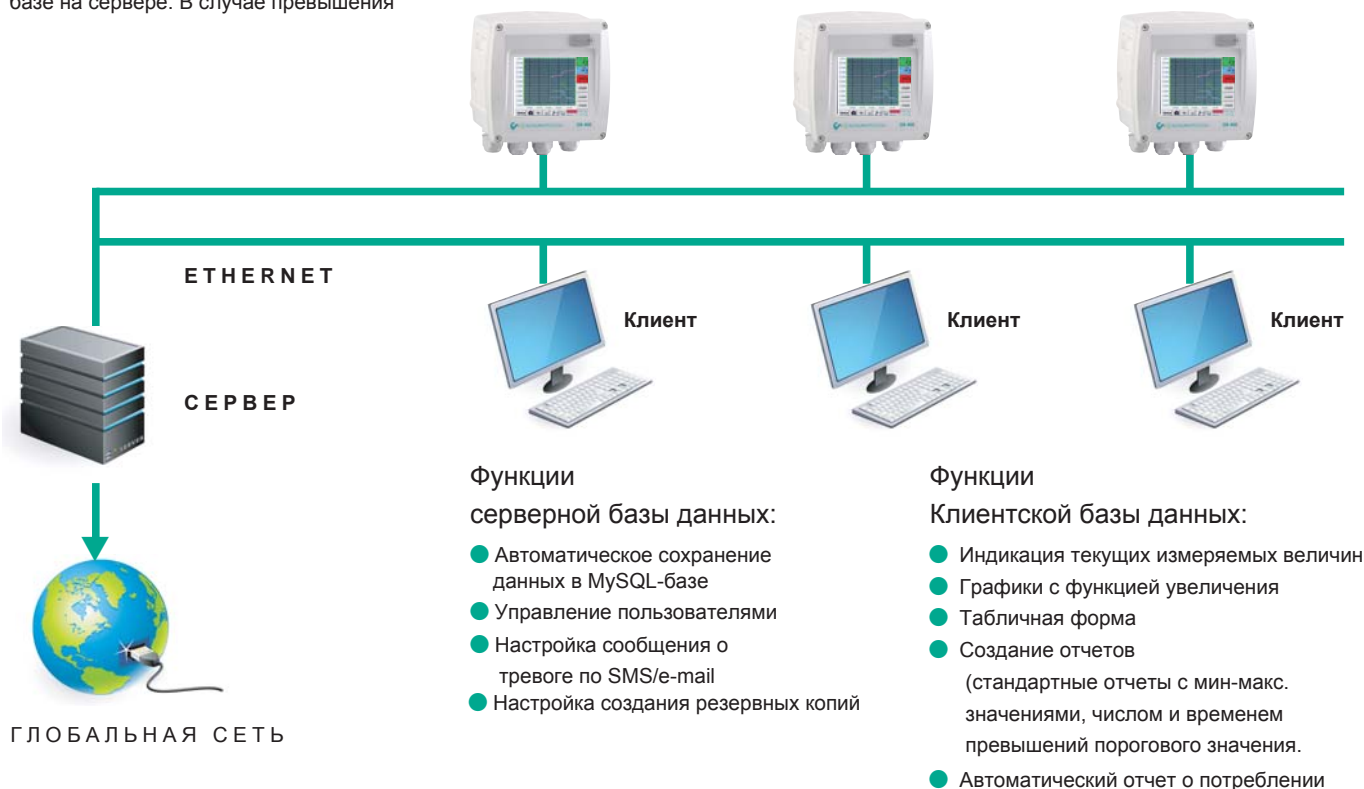 базе на сервере. В случае превышения
ETHERNET
Клиент
Клиент
Клиент
СЕРВЕР
Функции
серверной базы данных:
Автоматическое сохранение
данных в MySQL-базе
Управление пользователями
Настройка сообщения о
тревоге по SMS/e-mail
Настройка создания резервных копий
Функции
Клиентской базы данных:
Индикация текущих измеряемых величин
Графики с функцией увеличения
Табличная форма
Создание отчетов
(стандартные отчеты с мин-макс.
значениями, числом и временем
превышений порогового значения.
Автоматический отчет о потреблении
ГЛОБАЛЬНАЯ СЕТЬ